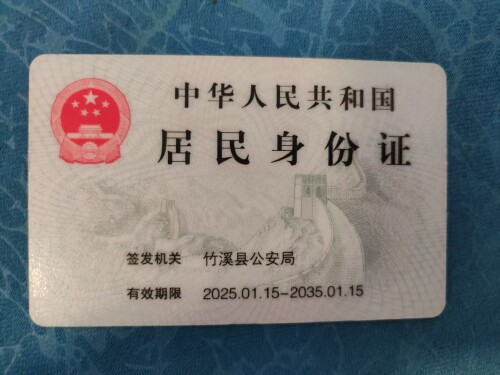 中华人民共和国
居民身份证
签发机关 竹溪县公安局
有效期限 2025.01.15-2035.01.15